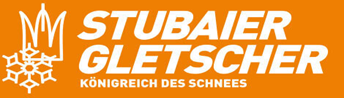 STUBAIER
GLETSCHER
KÖNIGREICH DES SCHNEES